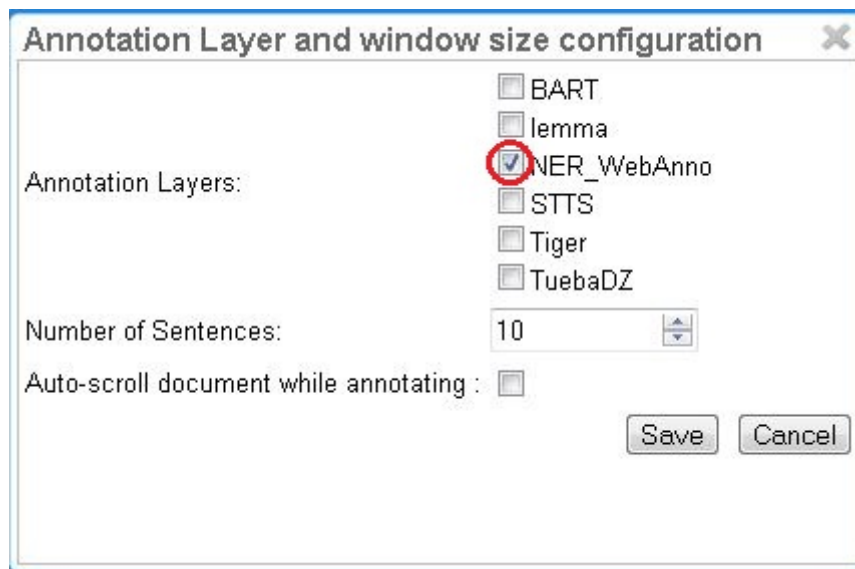 Annotation Layer and window size configuration
Annotation Layers:
BART
lemma
NER_WebAnno
STTS
Tiger
TuebaDZ
Number of Sentences: 10
Auto-scroll document while annotating :
Save Cancel